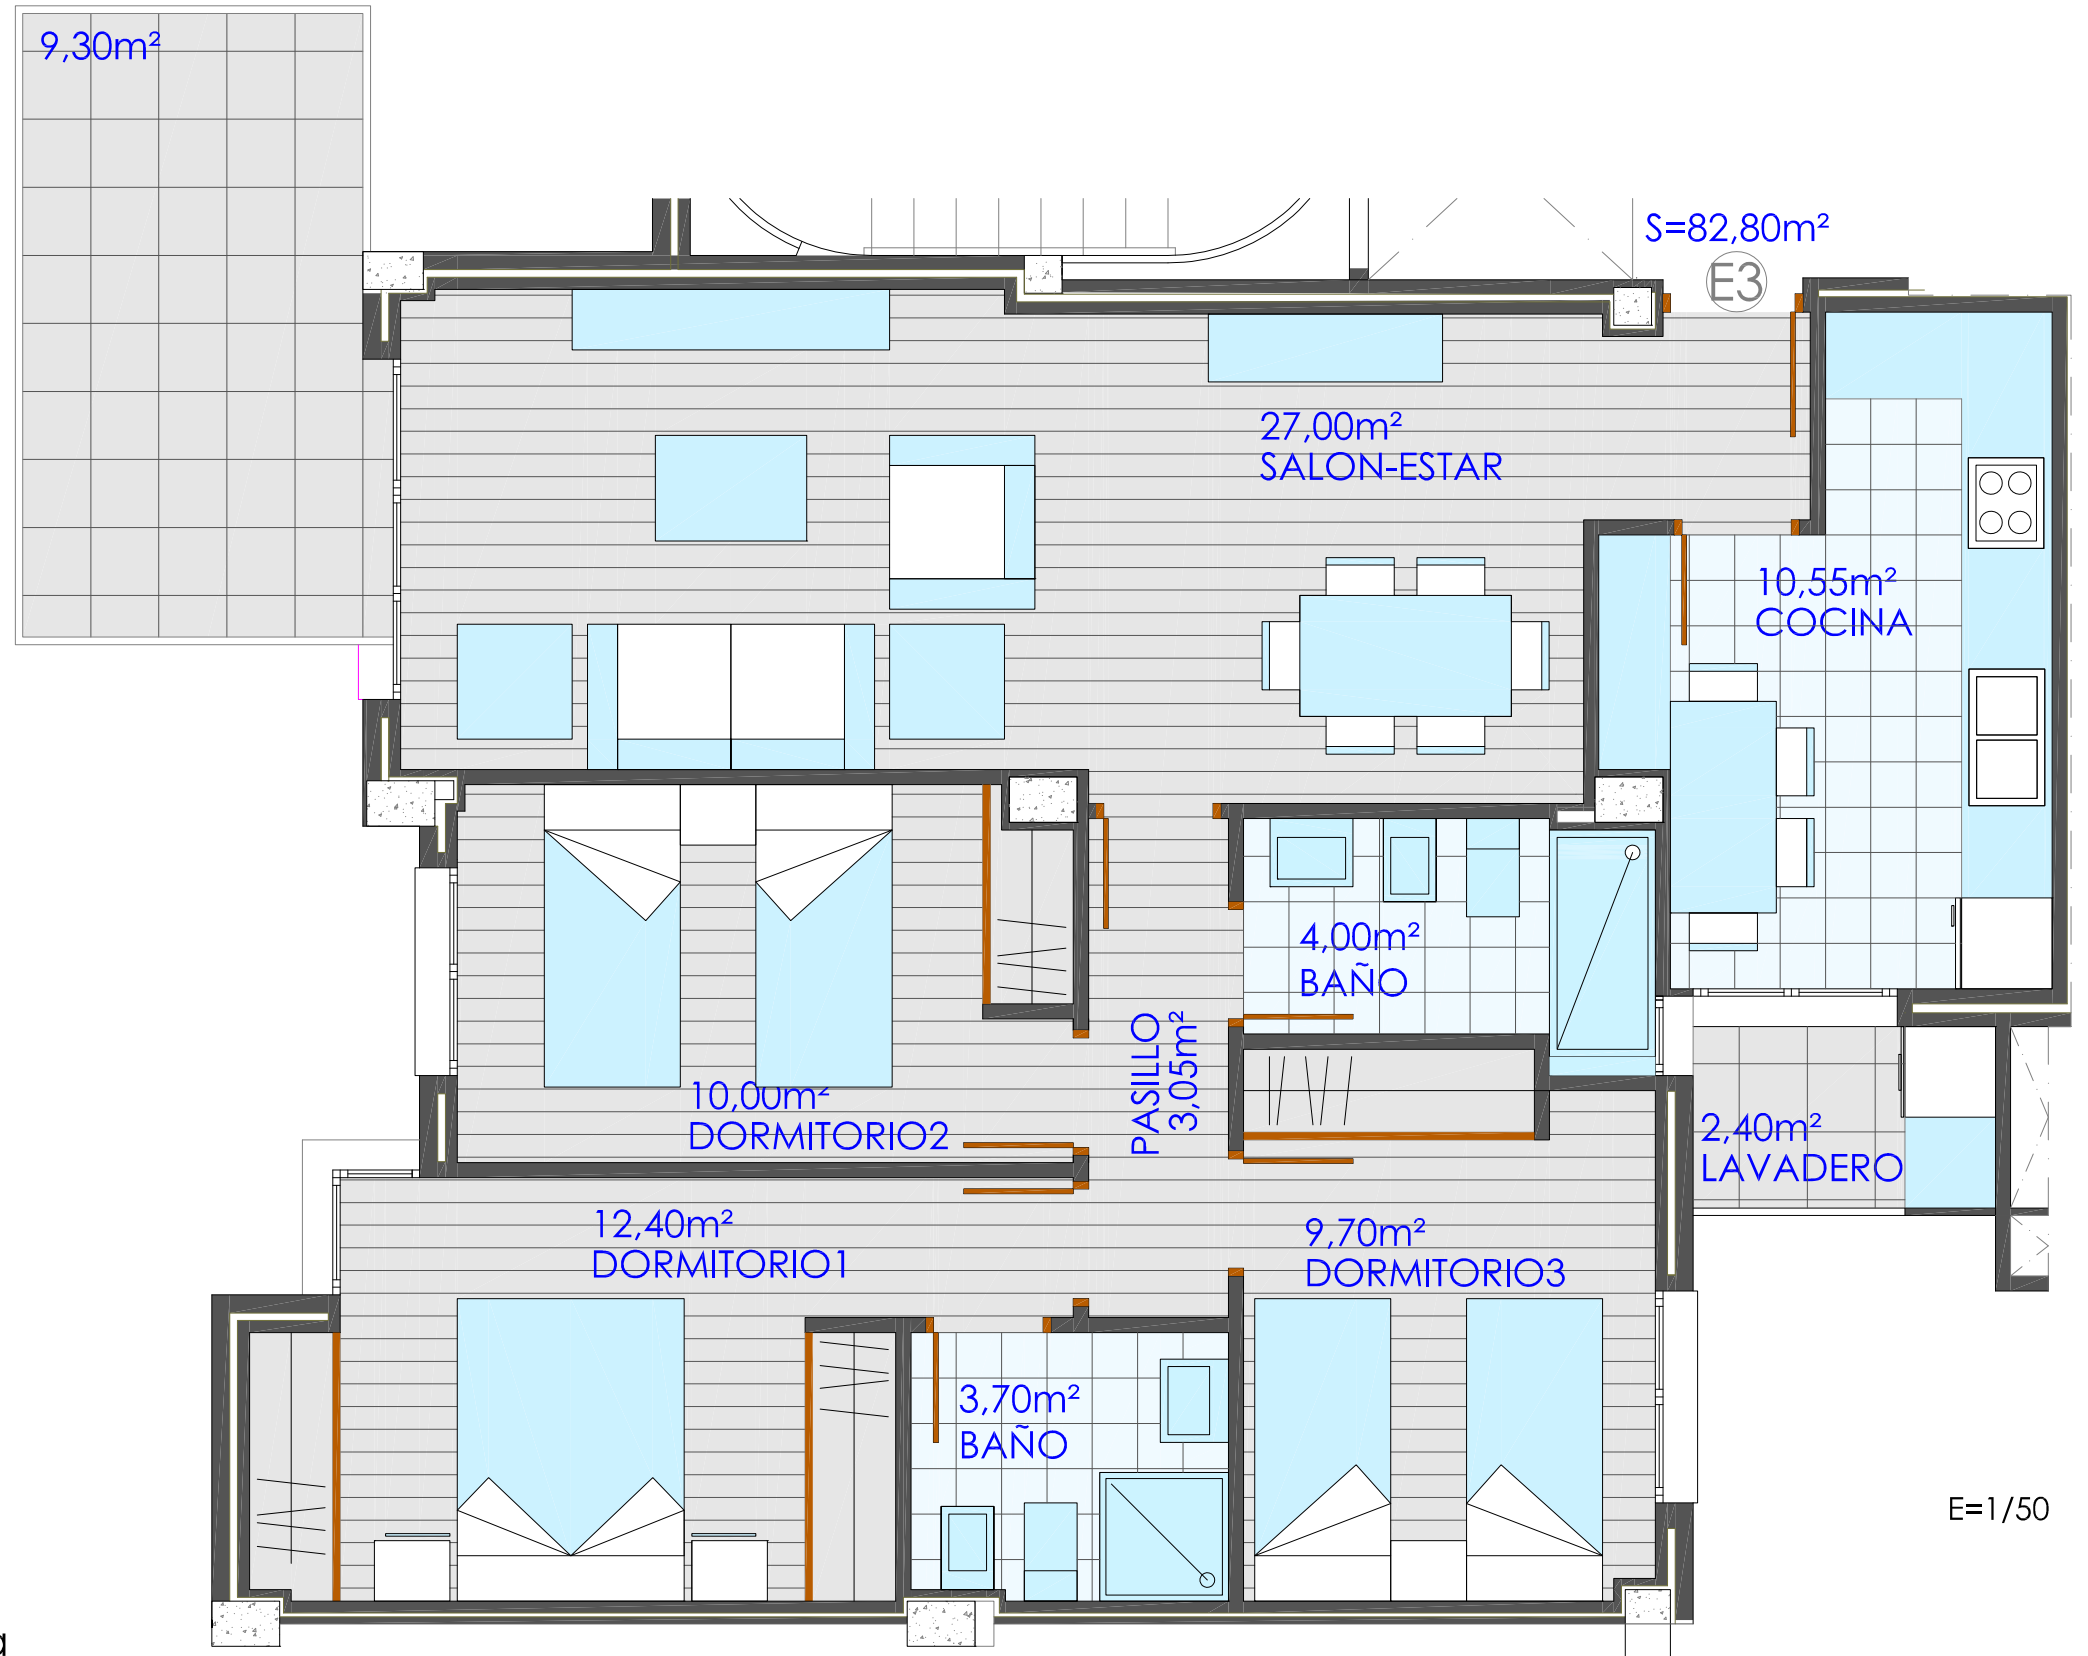 9,30m²
S=82,80m²
E3
27,00m²
SALON-ESTAR
10,55m²
COCINA
4,00m²
BAÑO
PASILLO
3,05m²
10,00m²
DORMITORIO2
2,40m²
LAVADERO
12,40m²
DORMITORIO1
9,70m²
DORMITORIO3
3,70m²
BAÑO
E=1/50